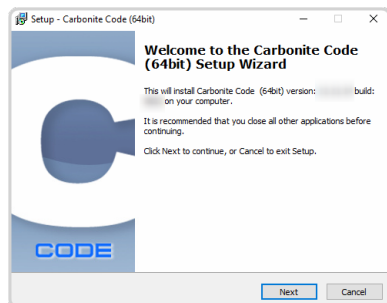 Setup - Carbonite Code (64bit)
Welcome to the Carbonite Code
(64bit) Setup Wizard
This will install Carbonite Code (64bit) version: build:
on your computer.
It is recommended that you close all other applications before
continuing.
Click Next to continue, or Cancel to exit Setup.
CODE
Next Cancel